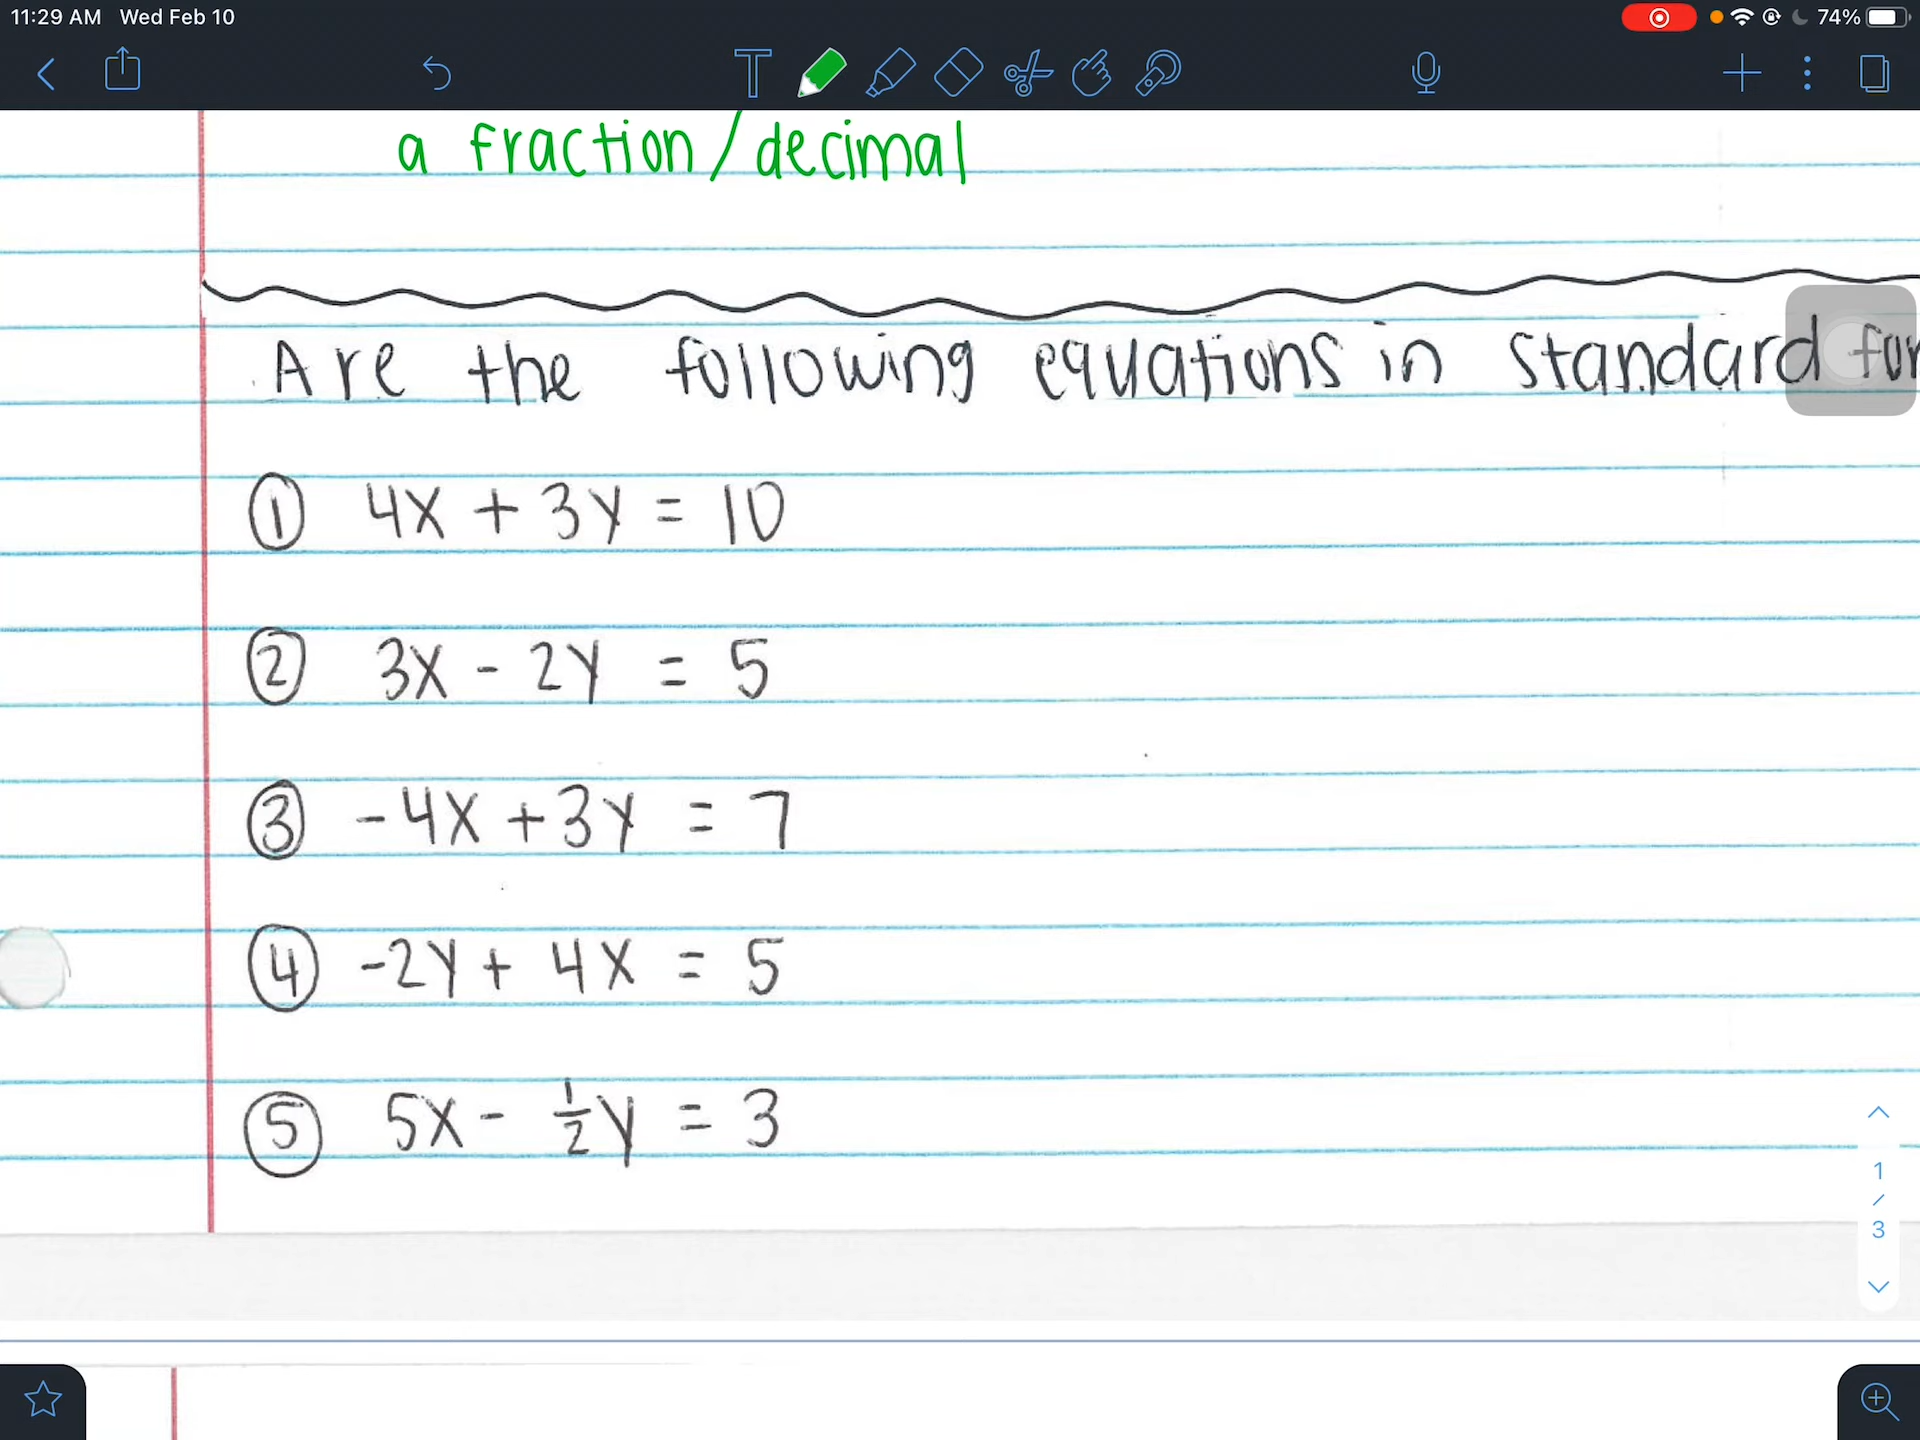 11:29 AM Wed Feb 10 74%
T
a fraction/decimal
Are the following equations in standard for
① 4x + 3y = 10
② 3x - 2y = 5
③ -4x + 3y = 7
④ -2y + 4x = 5
⑤ 5x - ½y = 3
1
/
3